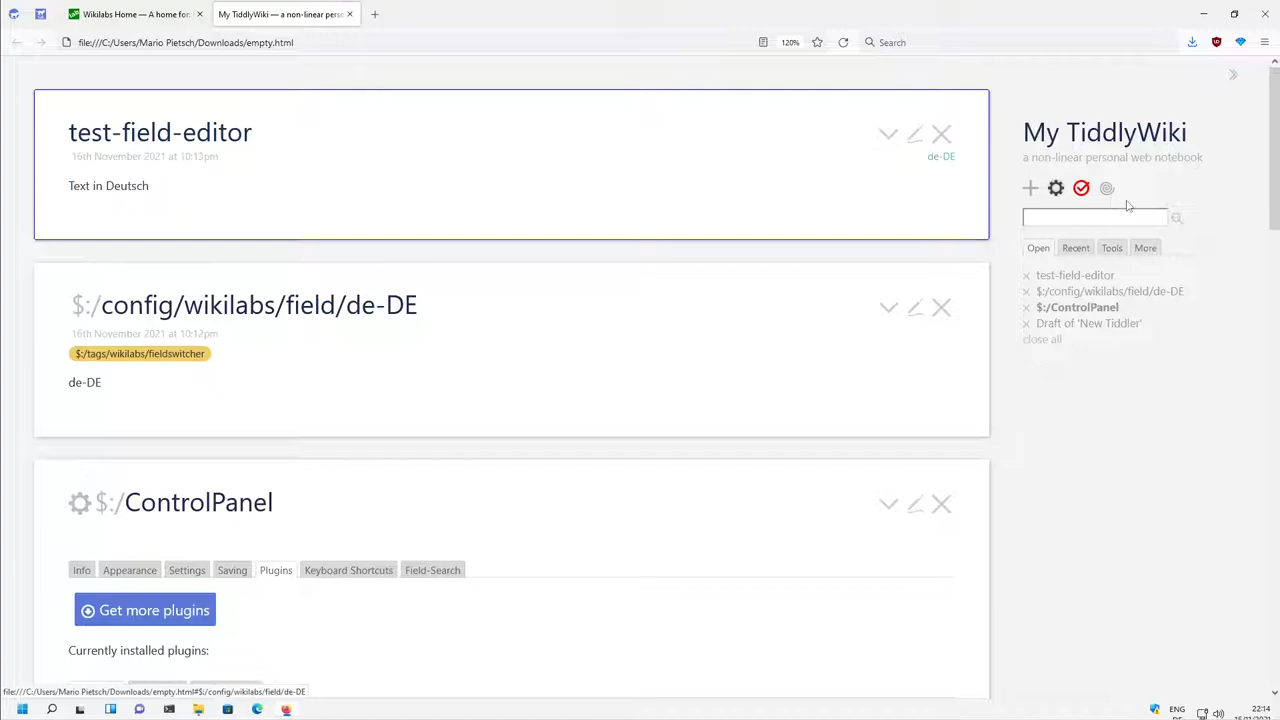 Wikilabs Home — A home for
My TiddlyWiki — a non-linear perso
file:///C:/Users/Mario Pietsch/Downloads/empty.html
120%
Search
test-field-editor
16th November 2021 at 10:13pm
de-DE
Text in Deutsch
$:/config/wikilabs/field/de-DE
16th November 2021 at 10:12pm
$:/tags/wikilabs/fieldswitcher
de-DE
$:/ControlPanel
Info
Appearance
Settings
Saving
Plugins
Keyboard Shortcuts
Field-Search
Get more plugins
Currently installed plugins:
My TiddlyWiki
a non-linear personal web notebook
Open
Recent
Tools
More
test-field-editor
$:/config/wikilabs/field/de-DE
$:/ControlPanel
Draft of 'New Tiddler'
close all
file:///C:/Users/Mario Pietsch/Downloads/empty.html#$:/config/wikilabs/field/de-DE
ENG
22:14